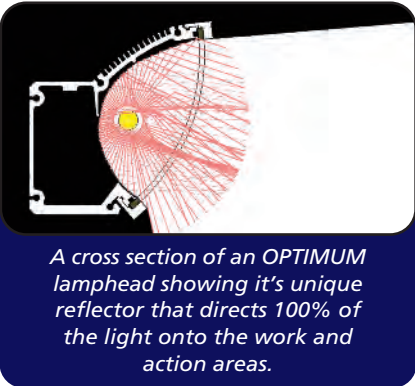 A cross section of an OPTIMUM
lamphead showing it's unique
reflector that directs 100% of
the light onto the work and
action areas.